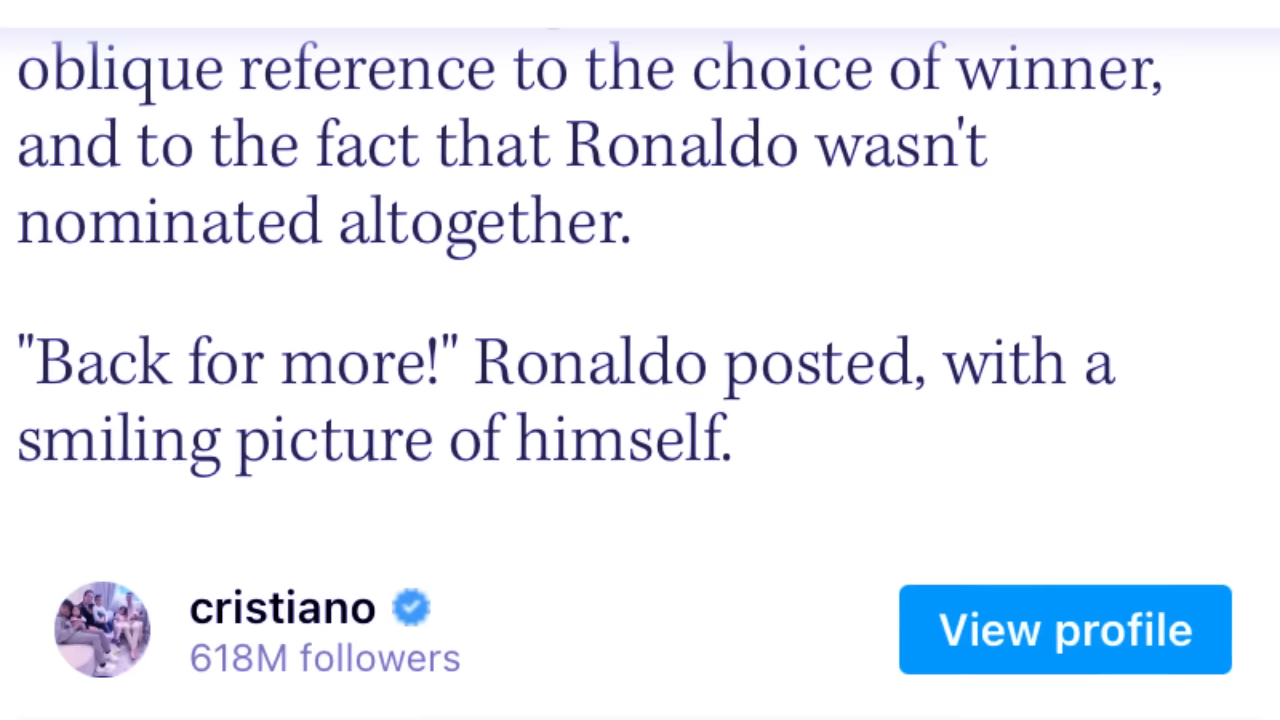 oblique reference to the choice of winner,
and to the fact that Ronaldo wasn't
nominated altogether.
"Back for more!" Ronaldo posted, with a
smiling picture of himself.
cristiano
618M followers
View profile